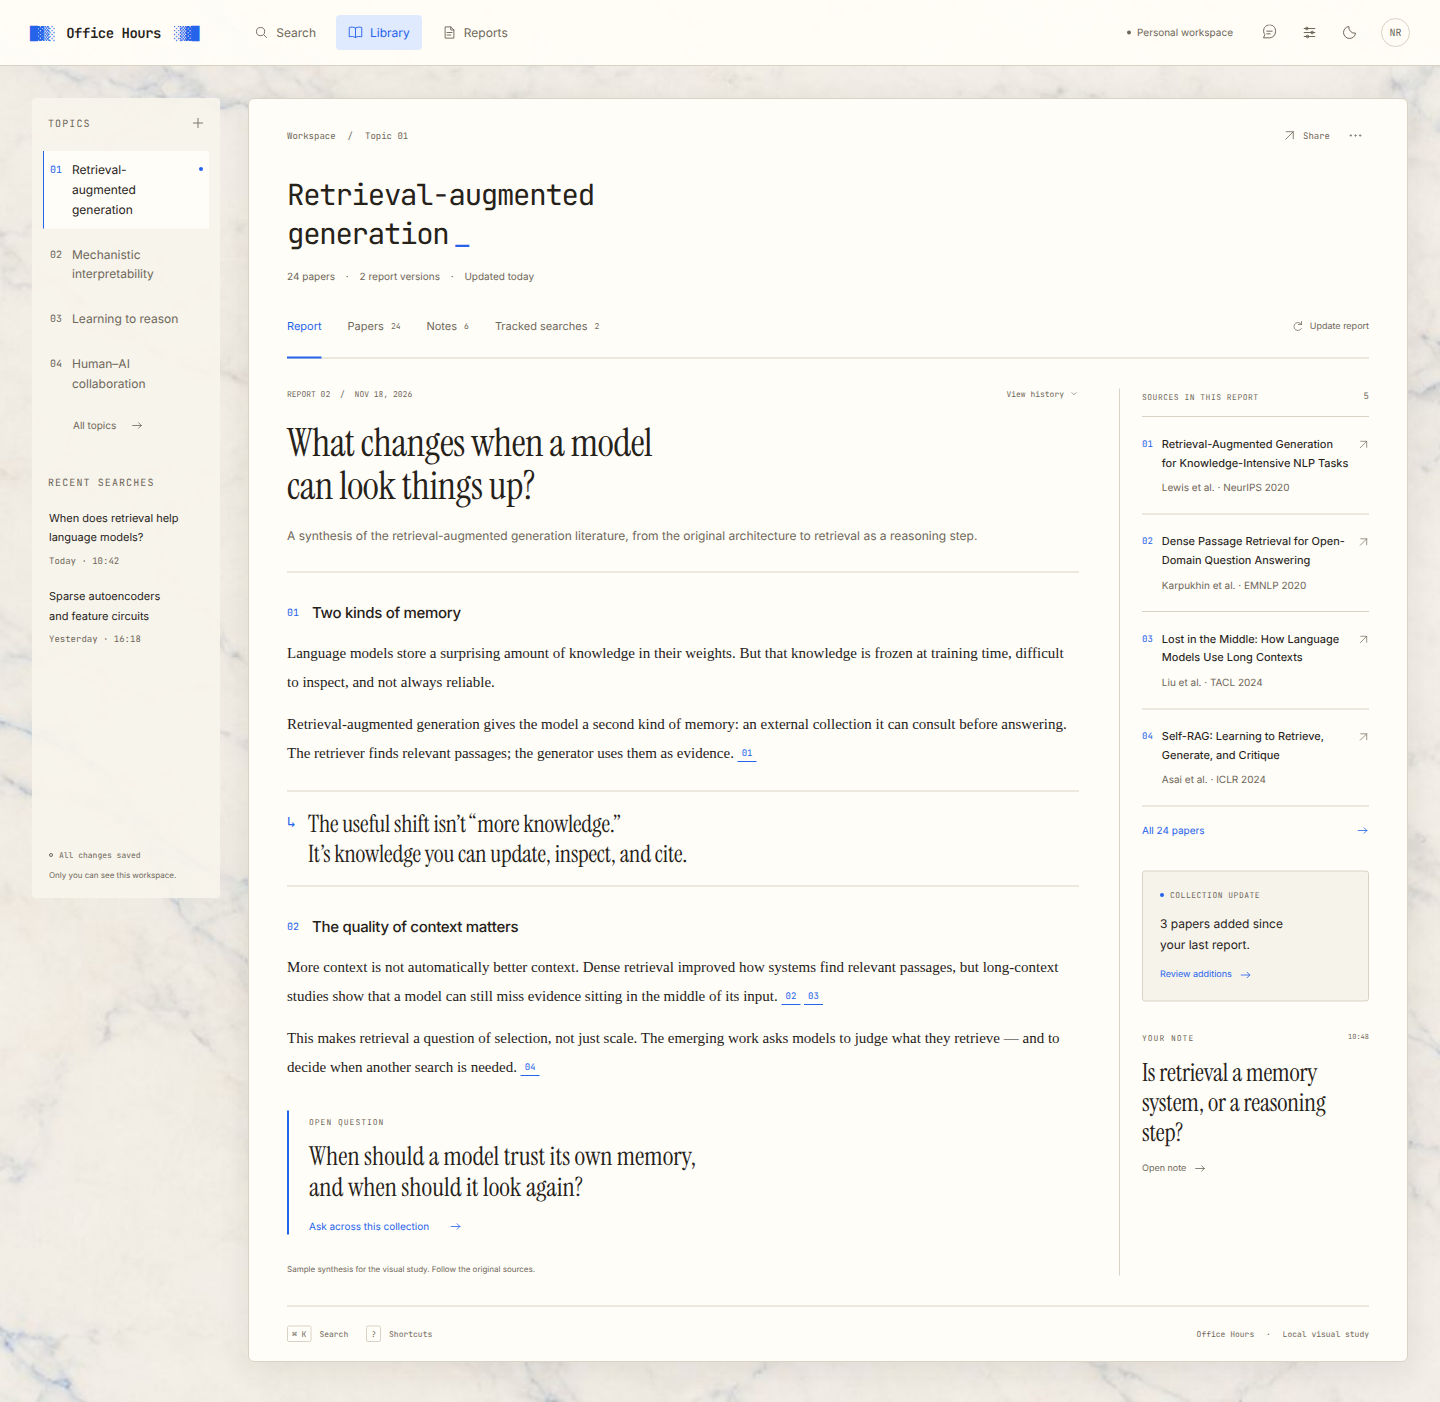 Office Hours
Search
Library
Reports
Personal workspace
NR
TOPICS
01 Retrieval-
augmented
generation
02 Mechanistic
interpretability
03 Learning to reason
04 Human–AI
collaboration
All topics →
RECENT SEARCHES
When does retrieval help
language models?
Today · 10:42
Sparse autoencoders
and feature circuits
Yesterday · 16:18
All changes saved
Only you can see this workspace.
Workspace / Topic 01
Share
Retrieval-augmented
generation _
24 papers · 2 report versions · Updated today
Report
Papers 24
Notes 6
Tracked searches 2
Update report
REPORT 02 / NOV 18, 2026
View history
What changes when a model
can look things up?
A synthesis of the retrieval-augmented generation literature, from the original architecture to retrieval as a reasoning step.
01 Two kinds of memory
Language models store a surprising amount of knowledge in their weights. But that knowledge is frozen at training time, difficult
to inspect, and not always reliable.
Retrieval-augmented generation gives the model a second kind of memory: an external collection it can consult before answering.
The retriever finds relevant passages; the generator uses them as evidence. 01
↳ The useful shift isn’t “more knowledge.”
It’s knowledge you can update, inspect, and cite.
02 The quality of context matters
More context is not automatically better context. Dense retrieval improved how systems find relevant passages, but long-context
studies show that a model can still miss evidence sitting in the middle of its input. 02 03
This makes retrieval a question of selection, not just scale. The emerging work asks models to judge what they retrieve — and to
decide when another search is needed. 04
OPEN QUESTION
When should a model trust its own memory,
and when should it look again?
Ask across this collection →
Sample synthesis for the visual study. Follow the original sources.
SOURCES IN THIS REPORT 5
01 Retrieval-Augmented Generation
for Knowledge-Intensive NLP Tasks
Lewis et al. · NeurIPS 2020
02 Dense Passage Retrieval for Open-
Domain Question Answering
Karpukhin et al. · EMNLP 2020
03 Lost in the Middle: How Language
Models Use Long Contexts
Liu et al. · TACL 2024
04 Self-RAG: Learning to Retrieve,
Generate, and Critique
Asai et al. · ICLR 2024
All 24 papers →
COLLECTION UPDATE
3 papers added since
your last report.
Review additions →
YOUR NOTE 10:48
Is retrieval a memory
system, or a reasoning
step?
Open note →
⌘ K Search
? Shortcuts
Office Hours · Local visual study